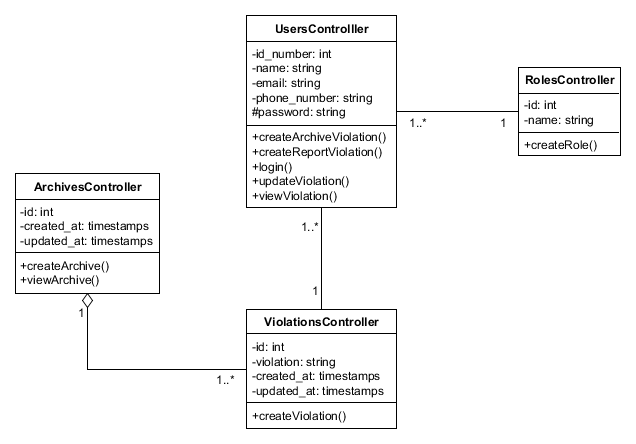 UsersControlller
-id_number: int
-name: string
-email: string
-phone_number: string
#password: string
+createArchiveViolation()
+createReportViolation()
+login()
+updateViolation()
+viewViolation()
1..*
1
RolesController
-id: int
-name: string
+createRole()
ArchivesController
-id: int
-created_at: timestamps
-updated_at: timestamps
+createArchive()
+viewArchive()
1
1..*
1..*
1
ViolationsController
-id: int
-violation: string
-created_at: timestamps
-updated_at: timestamps
+createViolation()